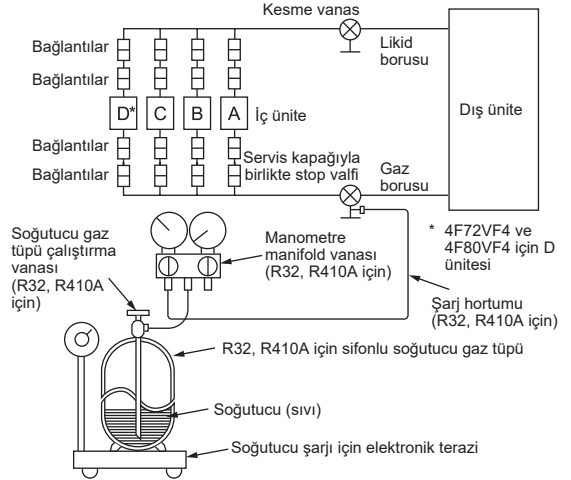 Kesme vanası
Bağlantılar
Likid
borusu
Bağlantılar
D*
C
B
A
İç ünite
Dış ünite
Bağlantılar
Servis kapağıyla
birlikte stop valfi
Gaz
borusu
Bağlantılar
* 4F72VF4 ve
4F80VF4 için D
ünitesi
Soğutucu gaz
tüpü çalıştırma
vanası
(R32, R410A
için)
Manometre
manifold vanası
(R32, R410A için)
Şarj hortumu
(R32, R410A için)
R32, R410A için sifonlu soğutucu gaz tüpü
Soğutucu (sıvı)
Soğutucu şarjı için elektronik terazi